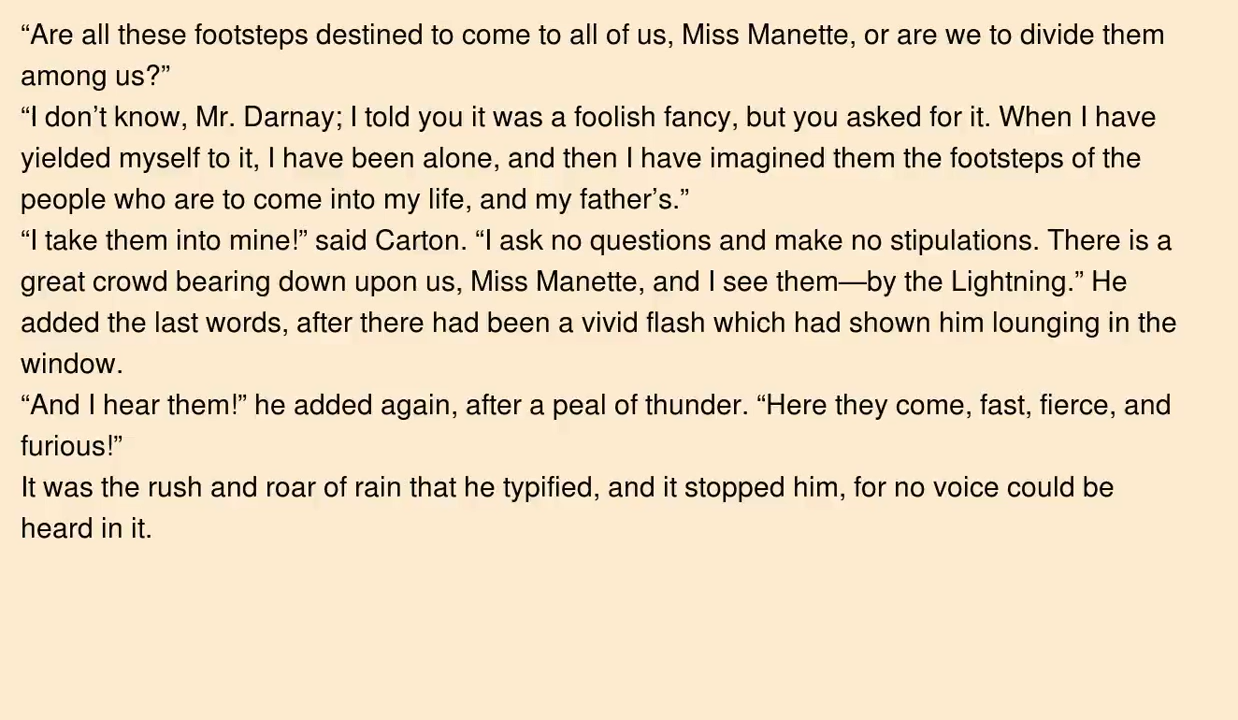 “Are all these footsteps destined to come to all of us, Miss Manette, or are we to divide them
among us?”
“I don’t know, Mr. Darnay; I told you it was a foolish fancy, but you asked for it. When I have
yielded myself to it, I have been alone, and then I have imagined them the footsteps of the
people who are to come into my life, and my father’s.”
“I take them into mine!” said Carton. “I ask no questions and make no stipulations. There is a
great crowd bearing down upon us, Miss Manette, and I see them—by the Lightning.” He
added the last words, after there had been a vivid flash which had shown him lounging in the
window.
“And I hear them!” he added again, after a peal of thunder. “Here they come, fast, fierce, and
furious!”
It was the rush and roar of rain that he typified, and it stopped him, for no voice could be
heard in it.